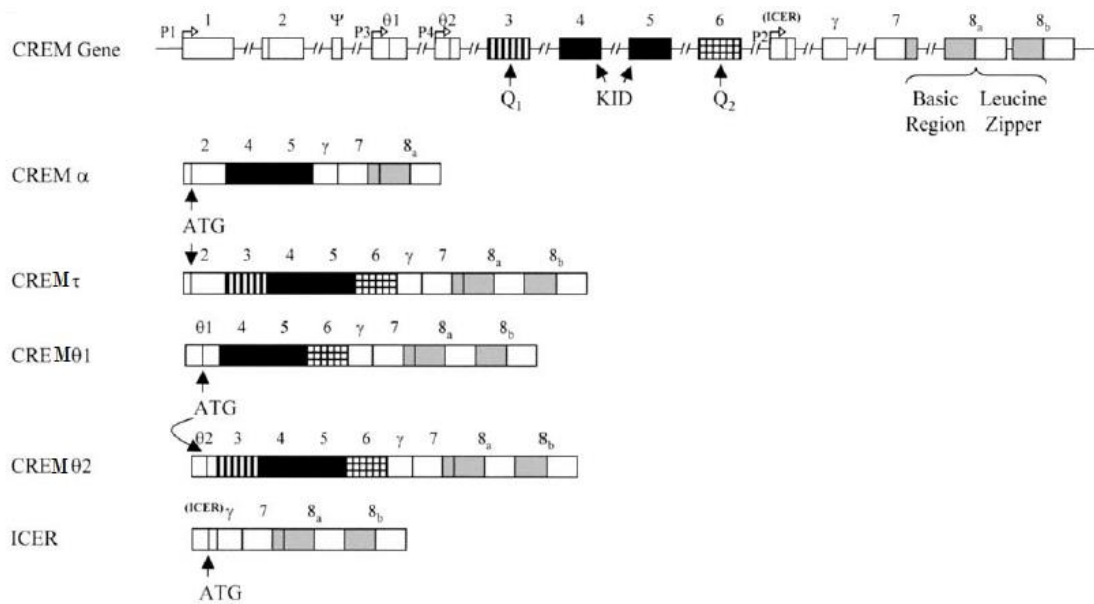 P1 1 2 Ψ P3 θ1 P4 θ2 3 4 5 6 (ICER) P2 γ 7 8a 8b
CREM Gene
Q1 KID Q2
Basic Region
Leucine Zipper
2 4 5 γ 7 8a
CREM α
ATG
2 3 4 5 6 γ 7 8a 8b
CREMτ
θ1 4 5 6 γ 7 8a 8b
CREMθ1
ATG
θ2 3 4 5 6 γ 7 8a 8b
CREMθ2
(ICER) γ 7 8a 8b
ICER
ATG